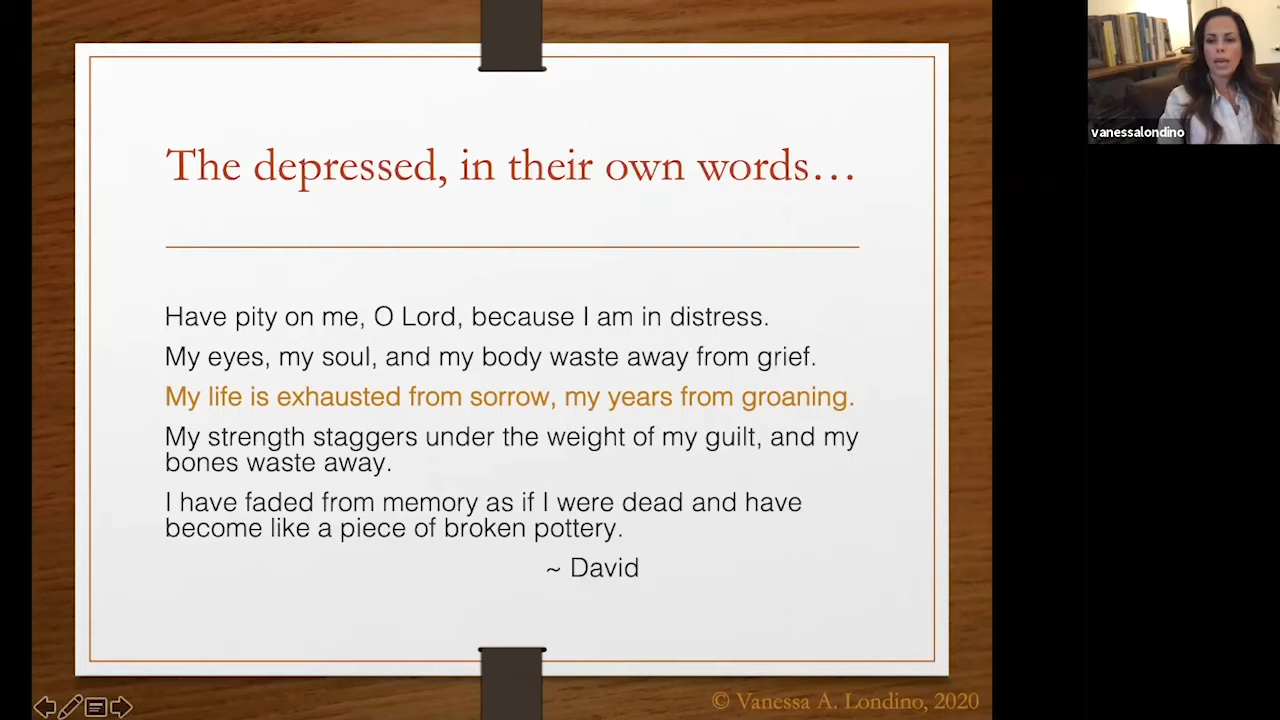 vanessalondino
The depressed, in their own words…
Have pity on me, O Lord, because I am in distress.
My eyes, my soul, and my body waste away from grief.
My life is exhausted from sorrow, my years from groaning.
My strength staggers under the weight of my guilt, and my
bones waste away.
I have faded from memory as if I were dead and have
become like a piece of broken pottery.
~ David
© Vanessa A. Londino, 2020